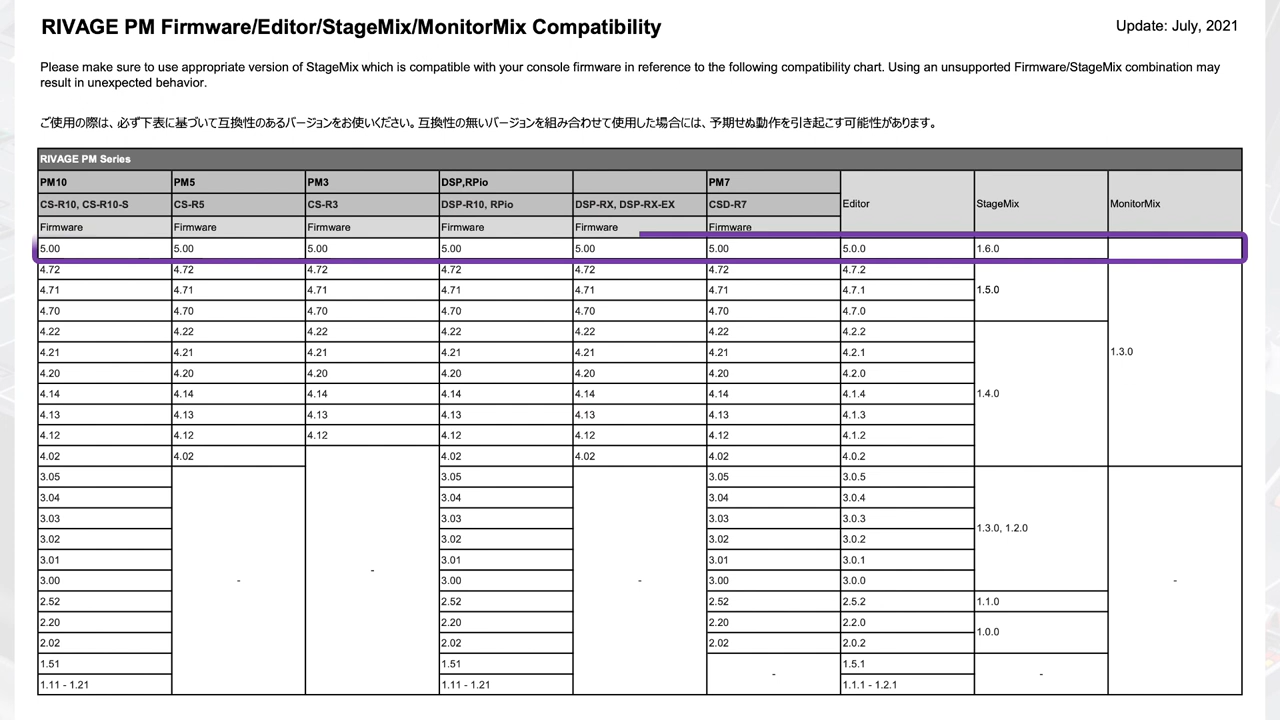 RIVAGE PM Firmware/Editor/StageMix/MonitorMix Compatibility
Update: July, 2021
Please make sure to use appropriate version of StageMix which is compatible with your console firmware in reference to the following compatibility chart. Using an unsupported Firmware/StageMix combination may
result in unexpected behavior.
ご使用の際は、必ず下表に基づいて互換性のあるバージョンをお使いください。互換性の無いバージョンを組み合わせて使用した場合には、予期せぬ動作を引き起こす可能性があります。
RIVAGE PM Series
PM10 PM5 PM3 DSP,RPio PM7
CS-R10, CS-R10-S CS-R5 CS-R3 DSP-R10, RPio DSP-RX, DSP-RX-EX CSD-R7 Editor StageMix MonitorMix
Firmware Firmware Firmware Firmware Firmware Firmware
5.00 5.00 5.00 5.00 5.00 5.00 5.0.0 1.6.0
4.72 4.72 4.72 4.72 4.72 4.72 4.7.2
4.71 4.71 4.71 4.71 4.71 4.71 4.7.1 1.5.0
4.70 4.70 4.70 4.70 4.70 4.70 4.7.0
4.22 4.22 4.22 4.22 4.22 4.22 4.2.2
4.21 4.21 4.21 4.21 4.21 4.21 4.2.1 1.3.0
4.20 4.20 4.20 4.20 4.20 4.20 4.2.0
4.14 4.14 4.14 4.14 4.14 4.14 4.1.4 1.4.0
4.13 4.13 4.13 4.13 4.13 4.13 4.1.3
4.12 4.12 4.12 4.12 4.12 4.12 4.1.2
4.02 4.02 4.02 4.02 4.02 4.0.2
3.05 3.05 3.05 3.0.5
3.04 3.04 3.04 3.0.4
3.03 3.03 3.03 3.0.3 1.3.0, 1.2.0
3.02 3.02 3.02 3.0.2
3.01 - 3.01 3.01 3.0.1
3.00 - 3.00 - 3.00 3.0.0 -
2.52 2.52 2.52 2.5.2 1.1.0
2.20 2.20 2.20 2.2.0 1.0.0
2.02 2.02 2.02 2.0.2
1.51 1.51 - 1.5.1 -
1.11 - 1.21 1.11 - 1.21 1.1.1 - 1.2.1